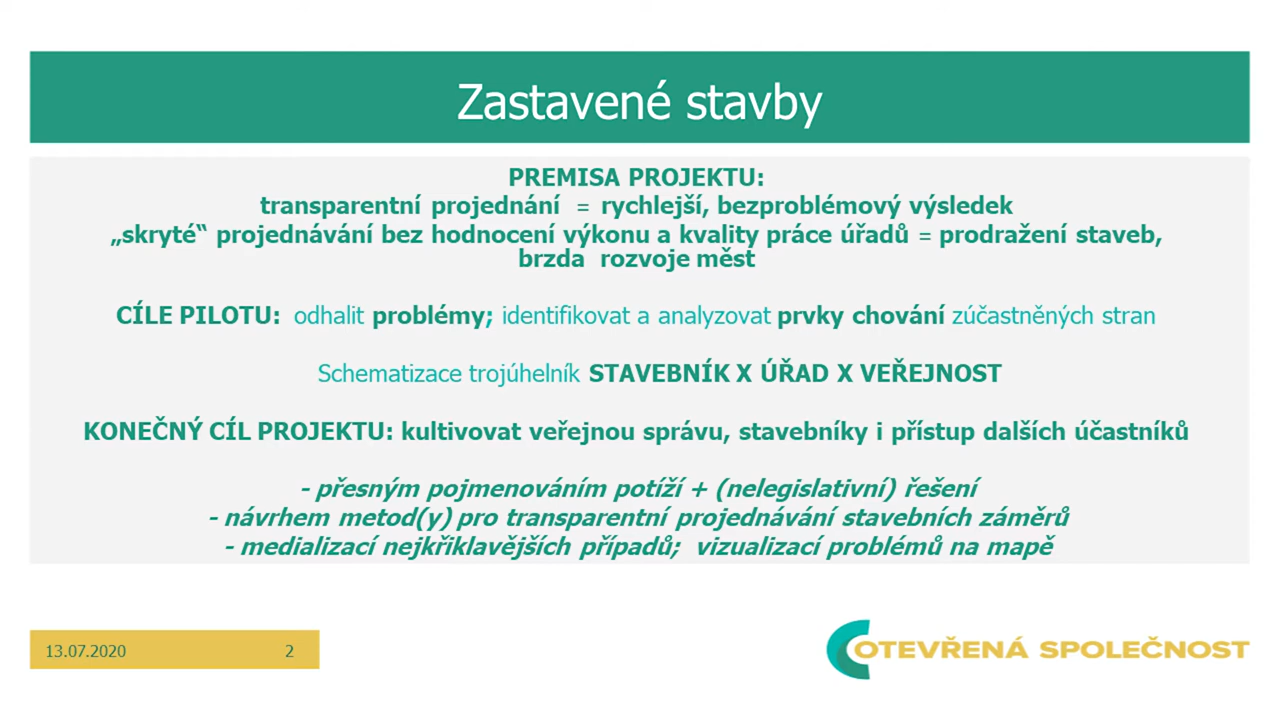 Zastavené stavby
PREMISA PROJEKTU:
transparentní projednání = rychlejší, bezproblémový výsledek
„skryté“ projednávání bez hodnocení výkonu a kvality práce úřadů = prodražení staveb,
brzda rozvoje měst
CÍLE PILOTU: odhalit problémy; identifikovat a analyzovat prvky chování zúčastněných stran
Schematizace trojúhelník STAVEBNÍK X ÚŘAD X VEŘEJNOST
KONEČNÝ CÍL PROJEKTU: kultivovat veřejnou správu, stavebníky i přístup dalších účastníků
- přesným pojmenováním potíží + (nelegislativní) řešení
- návrhem metod(y) pro transparentní projednávání stavebních záměrů
- medializací nejkřiklavějších případů; vizualizací problémů na mapě
13.07.2020 2
OTEVŘENÁ SPOLEČNOST